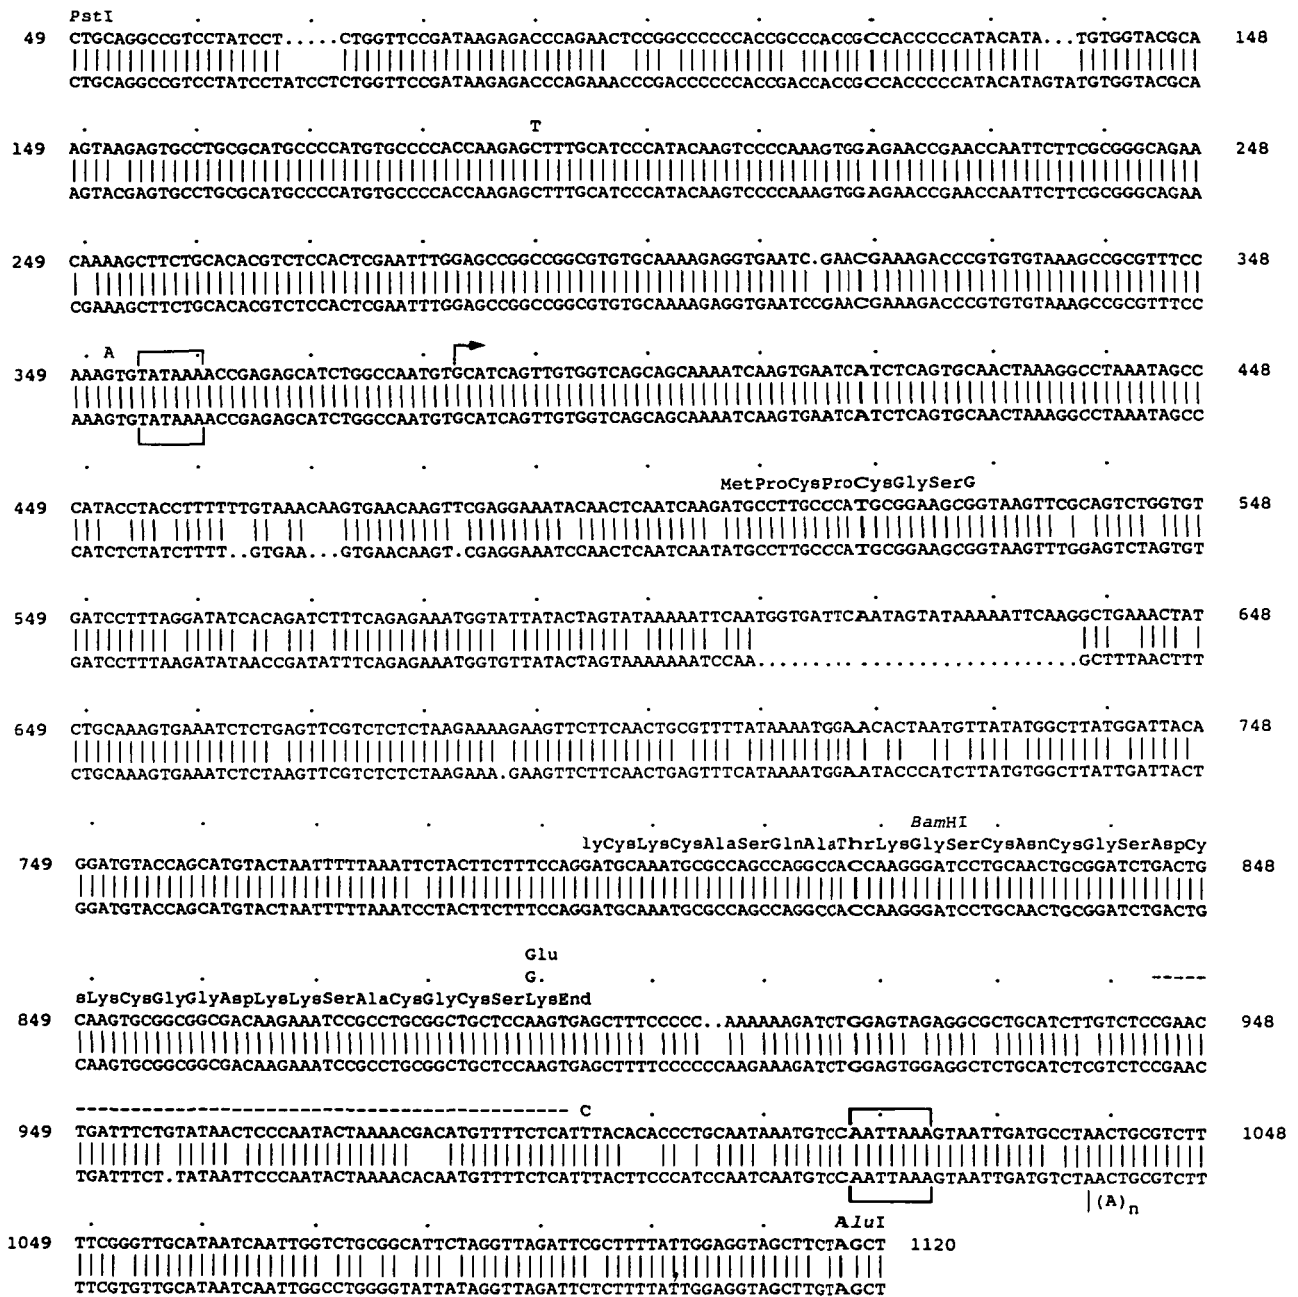 PstI
49 CTGCAGGCCGTCCTATCCT.....CTGGTTCCGATAAGAGACCCAGAACTCCGGCCCCCCACCGCCCACCGCCACCCCCATACATA...TGTGGTACGCA 148
CTGCAGGCCGTCCTATCCTATCCTCTGGTTCCGATAAGAGACCCAGAAACCCGACCCCCCACCGACCACCGCCACCCCCATACATAGTATGTGGTACGCA
T
149 AGTAAGAGTGCCTGCGCATGCCCCATGTGCCCCACCAAGAGCTTTGCATCCCATACAAGTCCCCAAAGTGGAGAACCGAACCAATTCTTCGCGGGCAGAA 248
AGTACGAGTGCCTGCGCATGCCCCATGTGCCCCACCAAGAGCTTTGCATCCCATACAAGTCCCCAAAGTGGAGAACCGAACCAATTCTTCGCGGGCAGAA
249 CAAAAGCTTCTGCACACGTCTCCACTCGAATTTGGAGCCGGCCGGCGTGTGCAAAAGAGGTGAATC.GAACGAAAGACCCGTGTGTAAAGCCGCGTTTCC 348
CGAAAGCTTCTGCACACGTCTCCACTCGAATTTGGAGCCGGCCGGCGTGTGCAAAAGAGGTGAATCCGAACGAAAGACCCGTGTGTAAAGCCGCGTTTCC
A
349 AAAGTGTATAAAACCGAGAGCATCTGGCCAATGTGCATCAGTTGTGGTCAGCAGCAAAATCAAGTGAATCATCTCAGTGCAACTAAAGGCCTAAATAGCC 448
AAAGTGTATAAAACCGAGAGCATCTGGCCAATGTGCATCAGTTGTGGTCAGCAGCAAAATCAAGTGAATCATCTCAGTGCAACTAAAGGCCTAAATAGCC
MetProCysProCysGlySerG
449 CATACCTACCTTTTTTGTAAACAAGTGAACAAGTTCGAGGAAATACAACTCAATCAAGATGCCTTGCCCATGCGGAAGCGGTAAGTTCGCAGTCTGGTGT 548
CATCTCTATCTTTT..GTGAA...GTGAACAAGT.CGAGGAAATCCAACTCAATCAATATGCCTTGCCCATGCGGAAGCGGTAAGTTTGGAGTCTAGTGT
549 GATCCTTTAGGATATCACAGATCTTTCAGAGAAATGGTATTATACTAGTATAAAAATTCAATGGTGATTCAATAGTATAAAAATTCAAGGCTGAAACTAT 648
GATCCTTTAAGATATAACCGATATTTCAGAGAAATGGTGTTATACTAGTAAAAAAATCCAA.............................GCTTTAACTTT
649 CTGCAAAGTGAAATCTCTGAGTTCGTCTCTCTAAGAAAAGAAGTTCTTCAACTGCGTTTTATAAAATGGAACACTAATGTTATATGGCTTATGGATTACA 748
CTGCAAAGTGAAATCTCTAAGTTCGTCTCTCTAAGAAA.GAAGTTCTTCAACTGAGTTTCATAAAATGGAATACCCATCTTATGTGGCTTATTGATTACT
BamHI
lyCysLysCysAlaSerGlnAlaThrLysGlySerCysAsnCysGlySerAspCy
749 GGATGTACCAGCATGTACTAATTTTTAAATTCTACTTCTTTCCAGGATGCAAATGCGCCAGCCAGGCCACCAAGGGATCCTGCAACTGCGGATCTGACTG 848
GGATGTACCAGCATGTACTAATTTTTAAATCCTACTTCTTTCCAGGATGCAAATGCGCCAGCCAGGCCACCAAGGGATCCTGCAACTGCGGATCTGACTG
Glu
G.
sLysCysGlyGlyAspLysLysSerAlaCysGlyCysSerLysEnd
849 CAAGTGCGGCGGCGACAAGAAATCCGCCTGCGGCTGCTCCAAGTGAGCTTTCCCCC..AAAAAAGATCTGGAGTAGAGGCGCTGCATCTTGTCTCCGAAC 948
CAAGTGCGGCGGCGACAAGAAATCCGCCTGCGGCTGCTCCAAGTGAGCTTTTCCCCCCAAGAAAGATCTGGAGTGGAGGCTCTGCATCTCGTCTCCGAAC
C
949 TGATTTCTGTATAACTCCCAATACTAAAACGACATGTTTTCTCATTTACACACCCTGCAATAAATGTCCAATTAAAGTAATTGATGCCTAACTGCGTCTT 1048
TGATTTCT.TATAATTCCCAATACTAAAACACAATGTTTTCTCATTTACTTCCCATCCAATCAATGTCCAATTAAAGTAATTGATGTCTAACTGCGTCTT
(A)n
AluI
1049 TTCGGGTTGCATAATCAATTGGTCTGCGGCATTCTAGGTTAGATTCGCTTTTATTGGAGGTAGCTTCTAGCT 1120
TTCGTGTTGCATAATCAATTGGCCTGGGGTATTATAGGTTAGATTCTCTTTTATTGGAGGTAGCTTGTAGCT